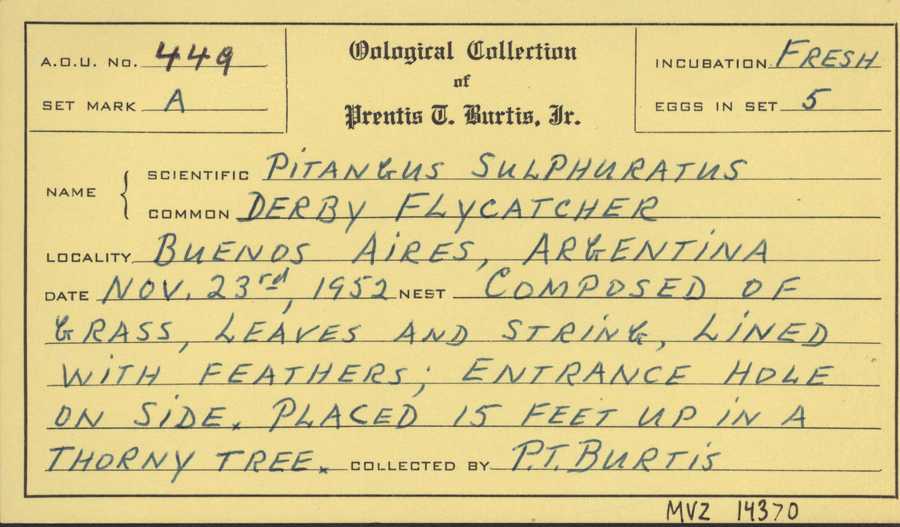 A.O.U. No. 449
SET MARK A
Oological Collection
of
Prentis T. Burtis, Jr.
INCUBATION FRESH
EGGS IN SET 5
NAME
SCIENTIFIC PITANGUS SULPHURATUS
COMMON DERBY FLYCATCHER
LOCALITY BUENOS AIRES, ARGENTINA
DATE NOV. 23rd, 1952 NEST COMPOSED OF
GRASS, LEAVES AND STRING, LINED
WITH FEATHERS; ENTRANCE HOLE
ON SIDE. PLACED 15 FEET UP IN A
THORNY TREE. COLLECTED BY P.T. BURTIS
MVZ 14370